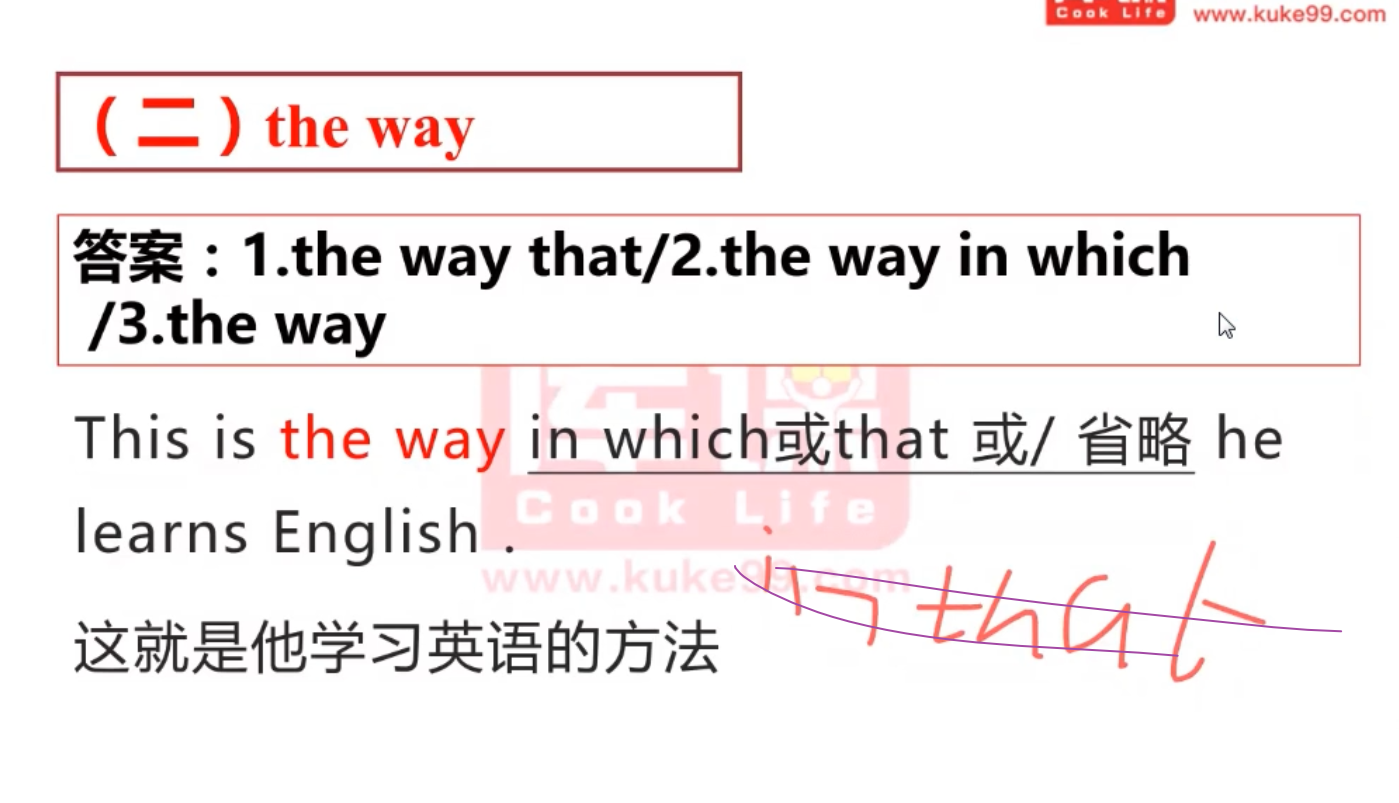 Cook Life www.kuke99.com
（二）the way
答案：1.the way that/2.the way in which
/3.the way
This is the way in which或that 或/ 省略 he
learns English .
Cook Life
www.kuke99.com
in that
这就是他学习英语的方法